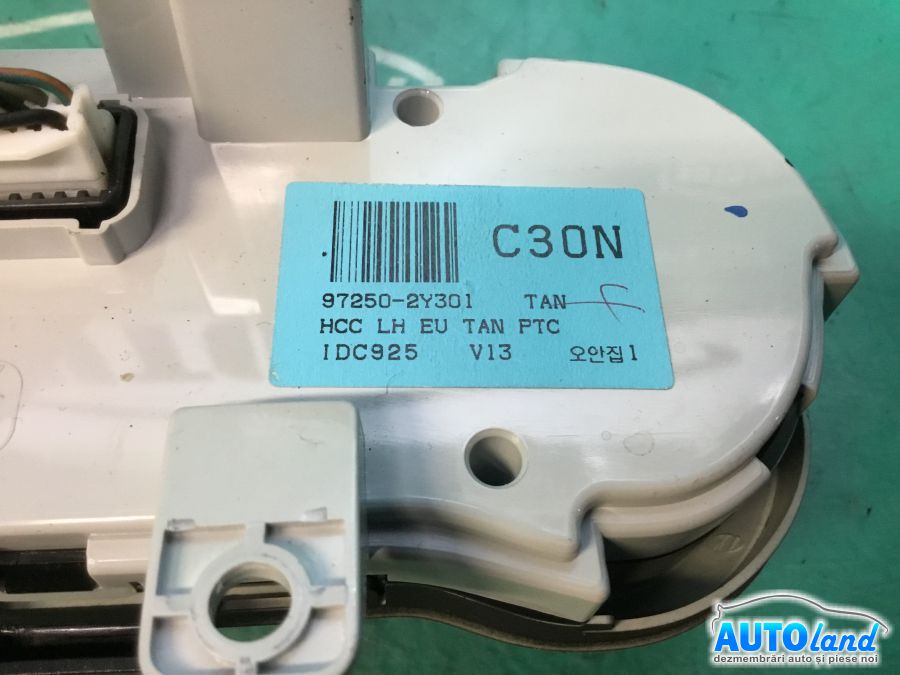 C30N
97250-2Y301 TAN
HCC LH EU TAN PTC
IDC925 V13 오안집1
AUTOland
dezmembrări auto și piese noi